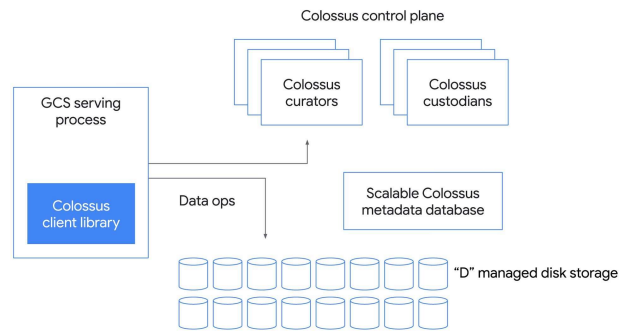 Colossus control plane
GCS serving
process
Colossus
client library
Colossus
curators
Colossus
custodians
Data ops
Scalable Colossus
metadata database
“D” managed disk storage